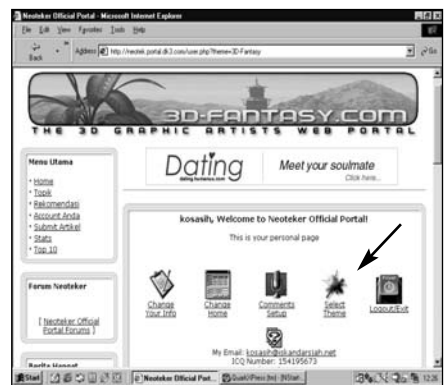 Neoteker Official Portal - Microsoft Internet Explorer
File Edit View Favorites Tools Help
Back
Address http://neotek.portal.dk3.com/user.php?theme=3D-Fantasy
Go
3D-FANTASY.COM
THE 3D GRAPHIC ARTISTS WEB PORTAL
Menu Utama
Home
Topik
Rekomendasi
Account Anda
Submit Artikel
Stats
Top 10
Forum Neoteker
[ Neoteker Official
Portal Forums ]
Berita Hangat
Dating
Meet your soulmate
Click here...
kosasih, Welcome to Neoteker Official Portal!
This is your personal page
Change
Your Info
Change
Home
Comments
Setup
Select
Theme
Logout/Exit
My Email: kosasih@iskandarsjah.net
ICQ Number: 154195673
Start
Neoteker Official Port...
12:35